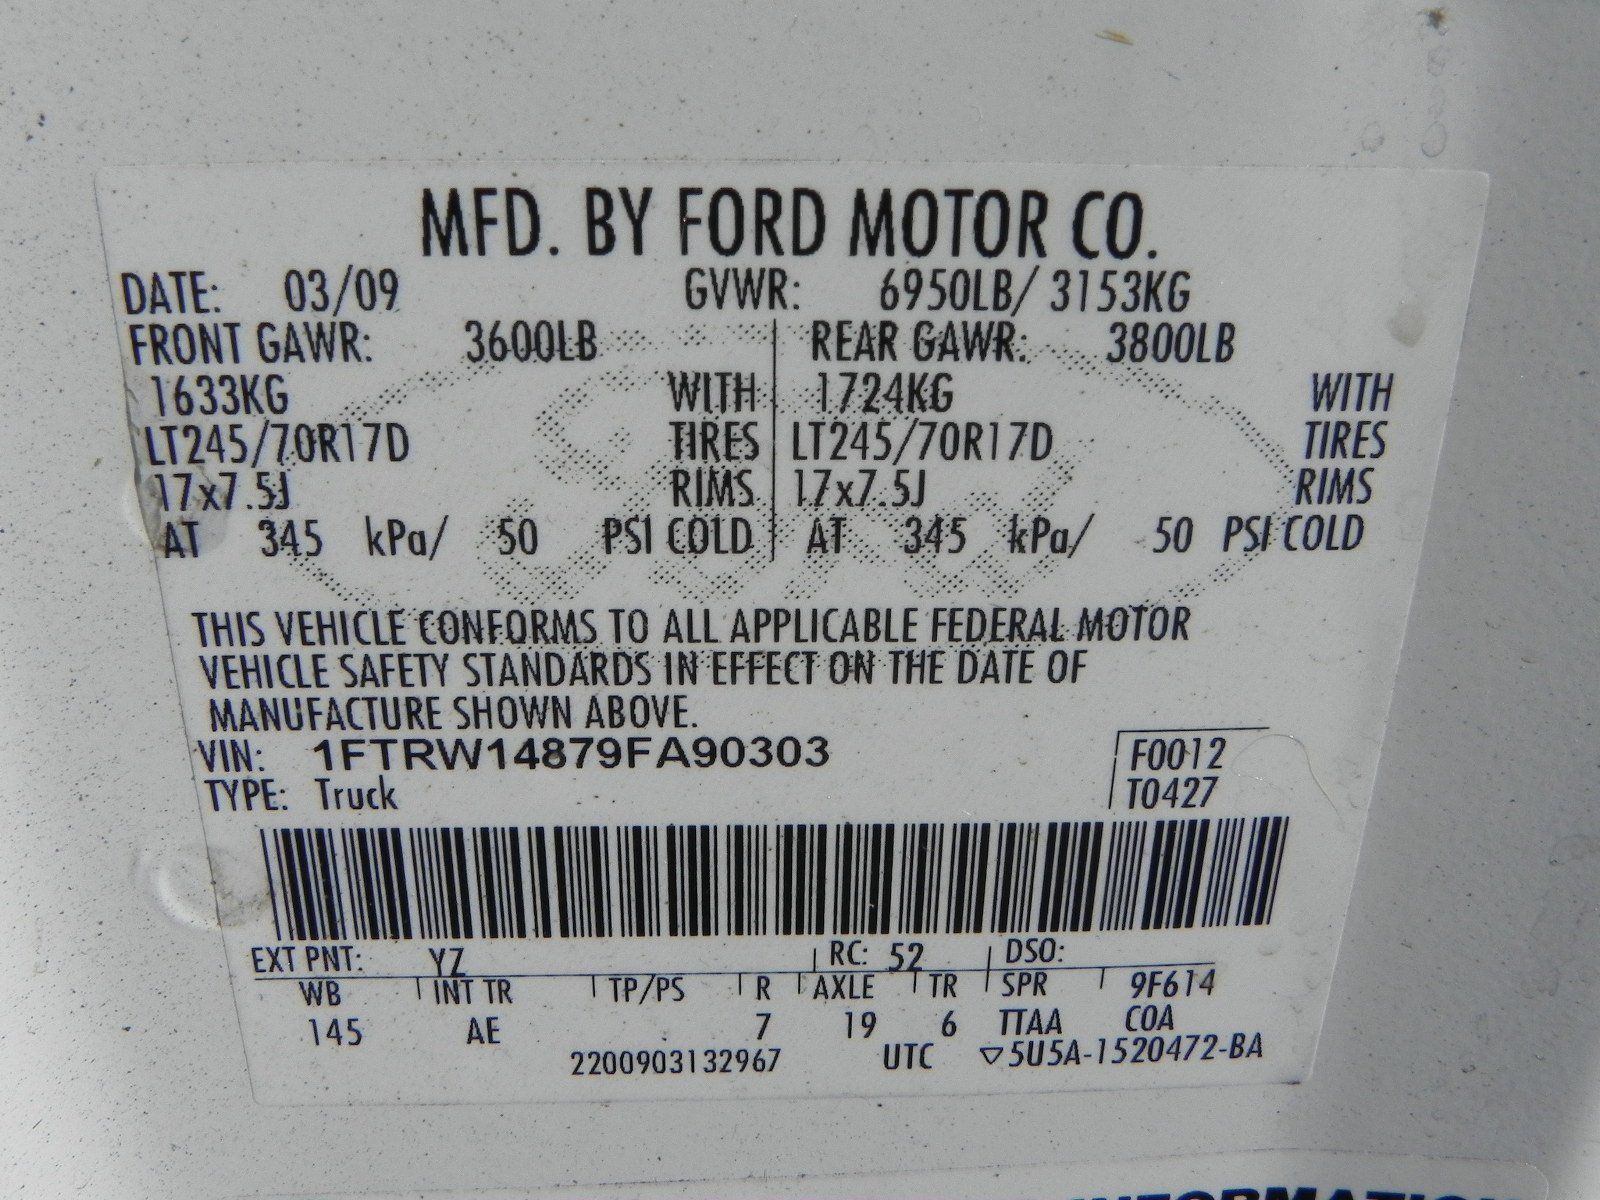 MFD. BY FORD MOTOR CO.
DATE: 03/09 GVWR: 6950LB/ 3153KG
FRONT GAWR: 3600LB REAR GAWR: 3800LB
1633KG WITH 1724KG WITH
LT245/70R17D TIRES LT245/70R17D TIRES
17x7.5J RIMS 17x7.5J RIMS
AT 345 kPa/ 50 PSI COLD AT 345 kPa/ 50 PSI COLD
THIS VEHICLE CONFORMS TO ALL APPLICABLE FEDERAL MOTOR
VEHICLE SAFETY STANDARDS IN EFFECT ON THE DATE OF
MANUFACTURE SHOWN ABOVE.
VIN: 1FTRW14879FA90303 F0012
TYPE: Truck T0427
EXT PNT: YZ RC: 52 DSO:
WB INT TR TP/PS R AXLE TR SPR 9F614
145 AE 7 19 6 TTAA COA
2200903132967 UTC ▽5U5A-1520472-BA